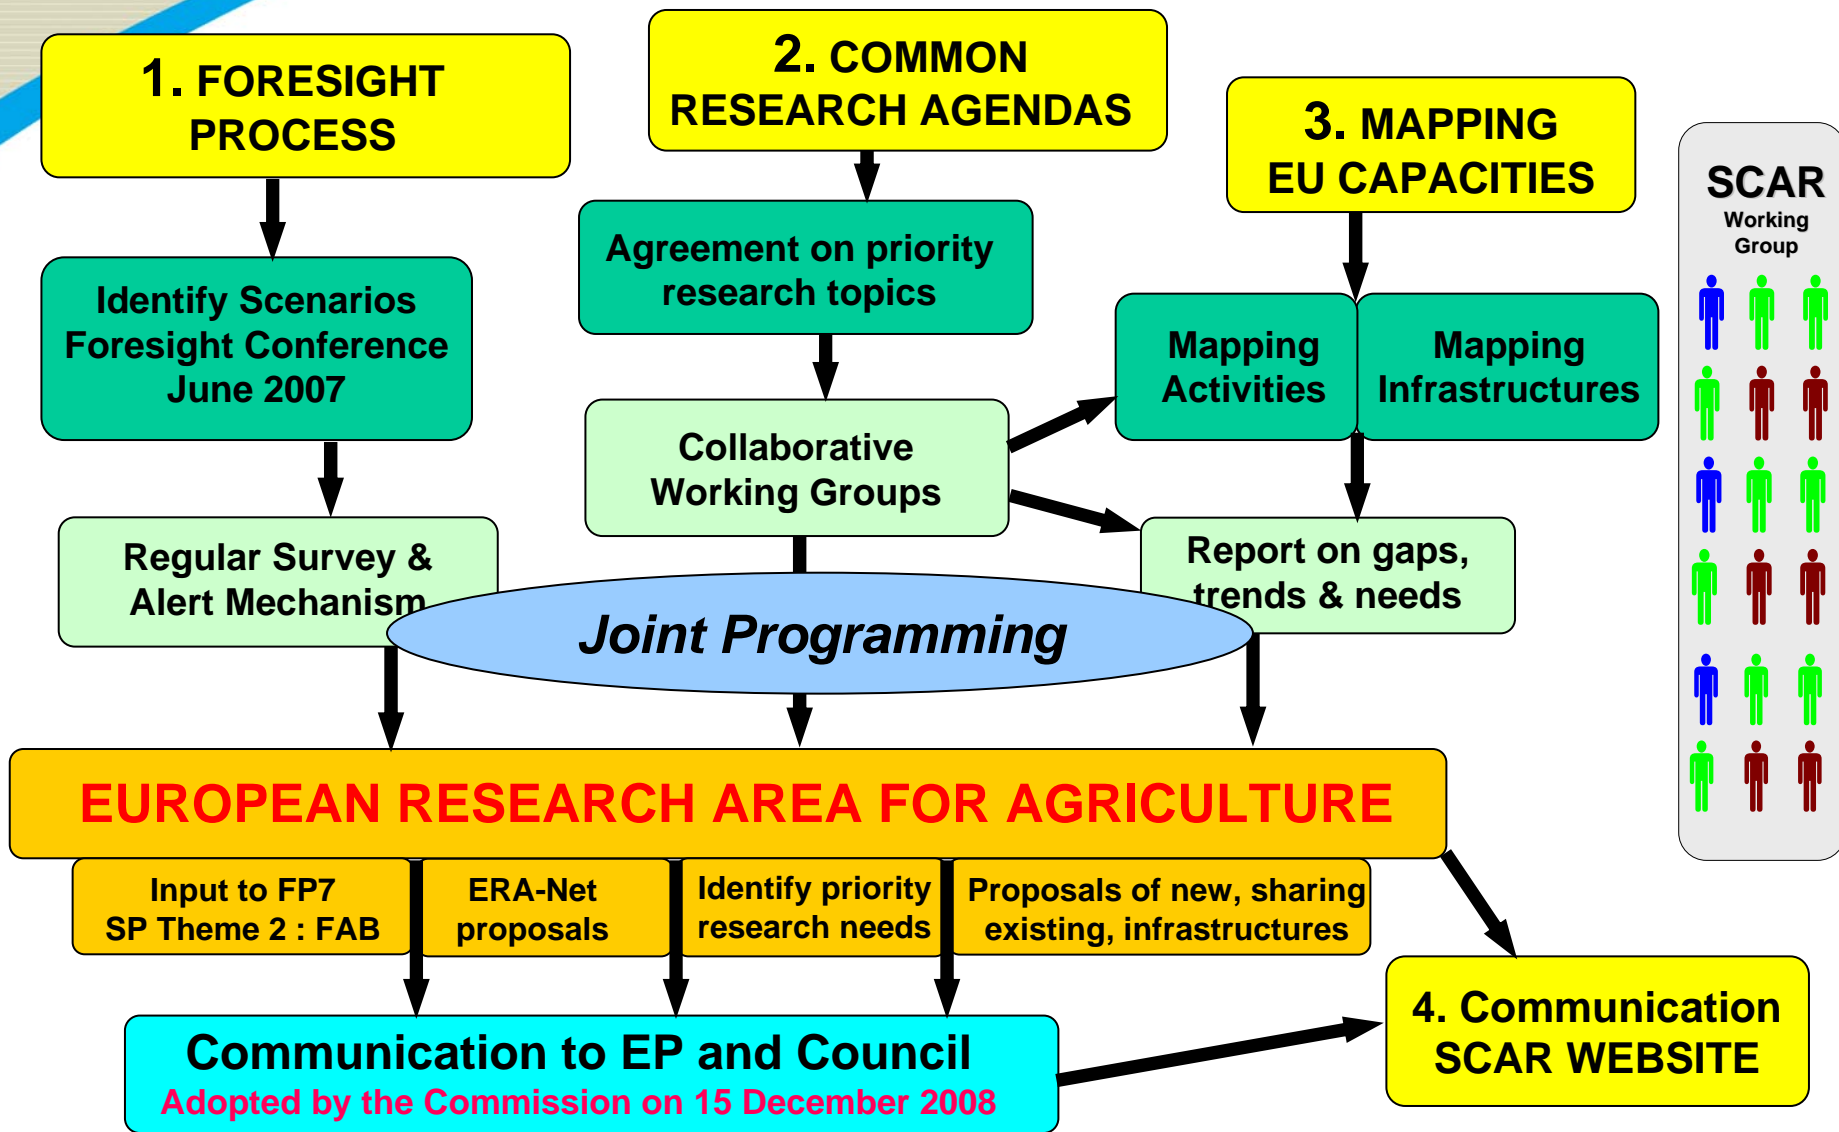 1. FORESIGHT
PROCESS
2. COMMON
RESEARCH AGENDAS
3. MAPPING
EU CAPACITIES
SCAR
Working
Group
Identify Scenarios
Foresight Conference
June 2007
Agreement on priority
research topics
Mapping
Activities
Mapping
Infrastructures
Collaborative
Working Groups
Regular Survey &
Alert Mechanism
Report on gaps,
trends & needs
Joint Programming
EUROPEAN RESEARCH AREA FOR AGRICULTURE
Input to FP7
SP Theme 2 : FAB
ERA-Net
proposals
Identify priority
research needs
Proposals of new, sharing
existing, infrastructures
Communication to EP and Council
Adopted by the Commission on 15 December 2008
4. Communication
SCAR WEBSITE